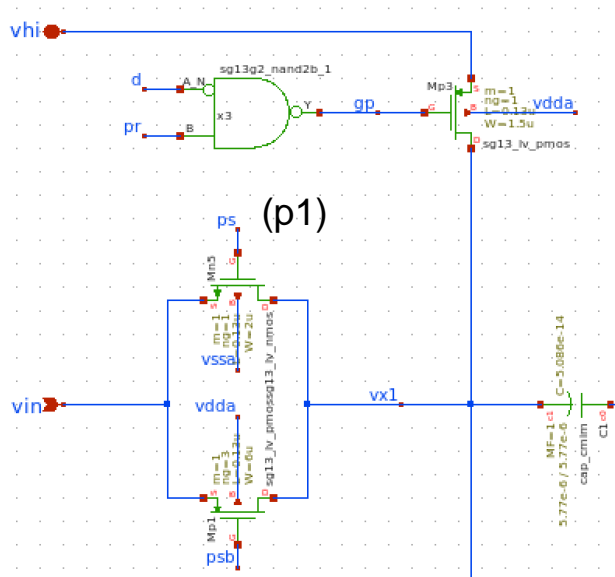 vhi
sg13g2_nand2b_1
d
A_N
x3
Y
gp
pr
B
Mp3
S
m=1
ng=1
L=0.13u
W=1.5u
G
B
vdda
D
sg13_lv_pmos
(p1)
ps
G
Mn5
S
B
D
m=1
ng=1
L=0.13u
W=2u
sg13_lv_nmos
vssa
vin
vdda
vx1
m=1
ng=3
L=0.13u
W=6u
sg13_lv_pmos
S
B
D
Mp1
G
psb
C=5.086e-14
MF=1
c1
c0
C1
cap_cmim
5.77e-6 / 5.77e-6